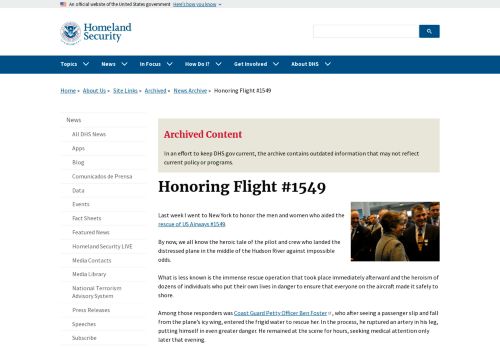 An official website of the United States government Here's how you know
Homeland
Security
Topics News In Focus How Do I? Get Involved About DHS
Home » About Us » Site Links » Archived » News Archive » Honoring Flight #1549
News
All DHS News
Apps
Blog
Comunicados de Prensa
Data
Events
Fact Sheets
Featured News
Homeland Security LIVE
Media Contacts
Media Library
National Terrorism
Advisory System
Press Releases
Speeches
Subscribe
Archived Content
In an effort to keep DHS.gov current, the archive contains outdated information that may not reflect
current policy or programs.
Honoring Flight #1549
Last week I went to New York to honor the men and women who aided the
rescue of US Airways #1549.
By now, we all know the heroic tale of the pilot and crew who landed the
distressed plane in the middle of the Hudson River against impossible
odds.
What is less known is the immense rescue operation that took place immediately afterward and the heroism of
dozens of individuals who put their own lives in danger to ensure that everyone on the aircraft made it safely to
shore.
Among those responders was Coast Guard Petty Officer Ben Foster , who after seeing a passenger slip and fall
from the plane's icy wing, entered the frigid water to rescue her. In the process, he ruptured an artery in his leg,
putting himself in even greater danger. He remained at the scene for hours, seeking medical attention only
later that evening.